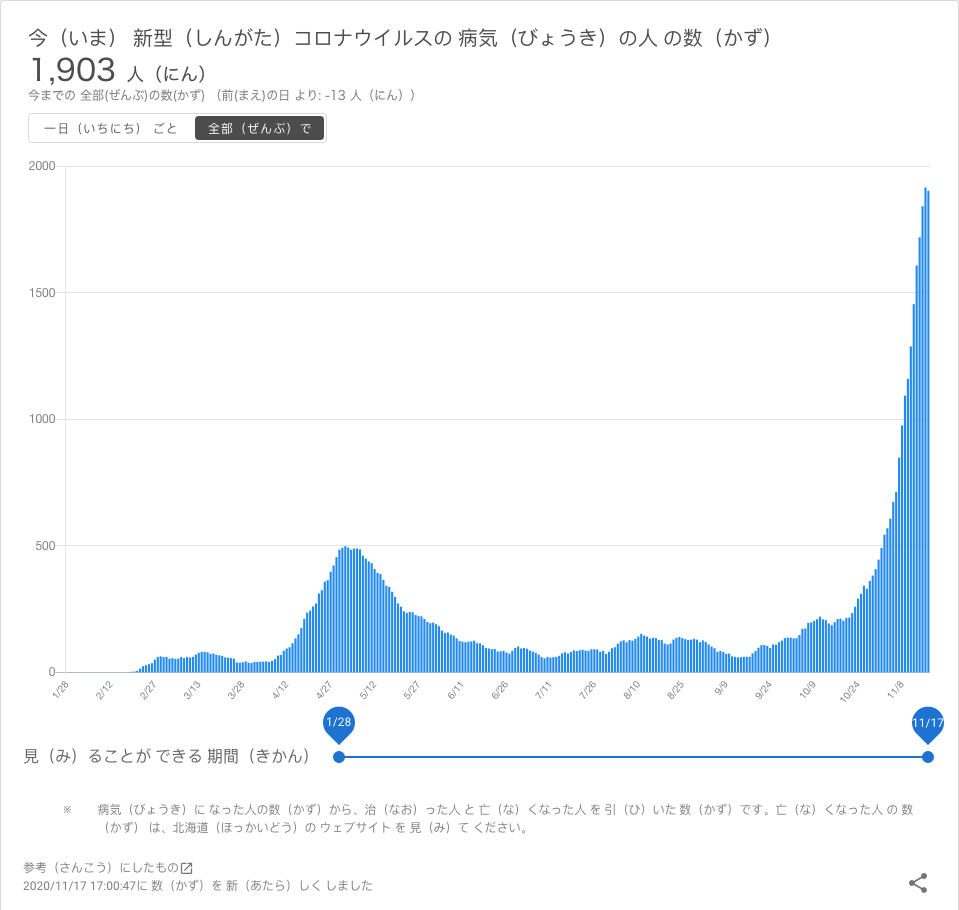 今（いま） 新型（しんがた）コロナウイルスの 病気（びょうき）の人 の数（かず）
1,903 人（にん）
今までの 全部(ぜんぶ)の数(かず) （前(まえ)の日 より: -13 人（にん））
一日（いちにち） ごと 全部（ぜんぶ）で
2000
1500
1000
500
0
1/28 2/12 2/27 3/13 3/28 4/12 4/27 5/12 5/27 6/11 6/26 7/11 7/26 8/10 8/25 9/9 9/24 10/9 10/24 11/8
1/28 11/17
見（み）ることが できる 期間（きかん）
※ 病気（びょうき）に なった人の数（かず）から、治（なお）った人 と 亡（な）くなった人 を 引（ひ）いた 数（かず）です。亡（な）くなった人 の 数
（かず） は、北海道（ほっかいどう）の ウェブサイト を 見（み）て ください。
参考（さんこう）にしたもの
2020/11/17 17:00:47に 数（かず）を 新（あたら）しく しました